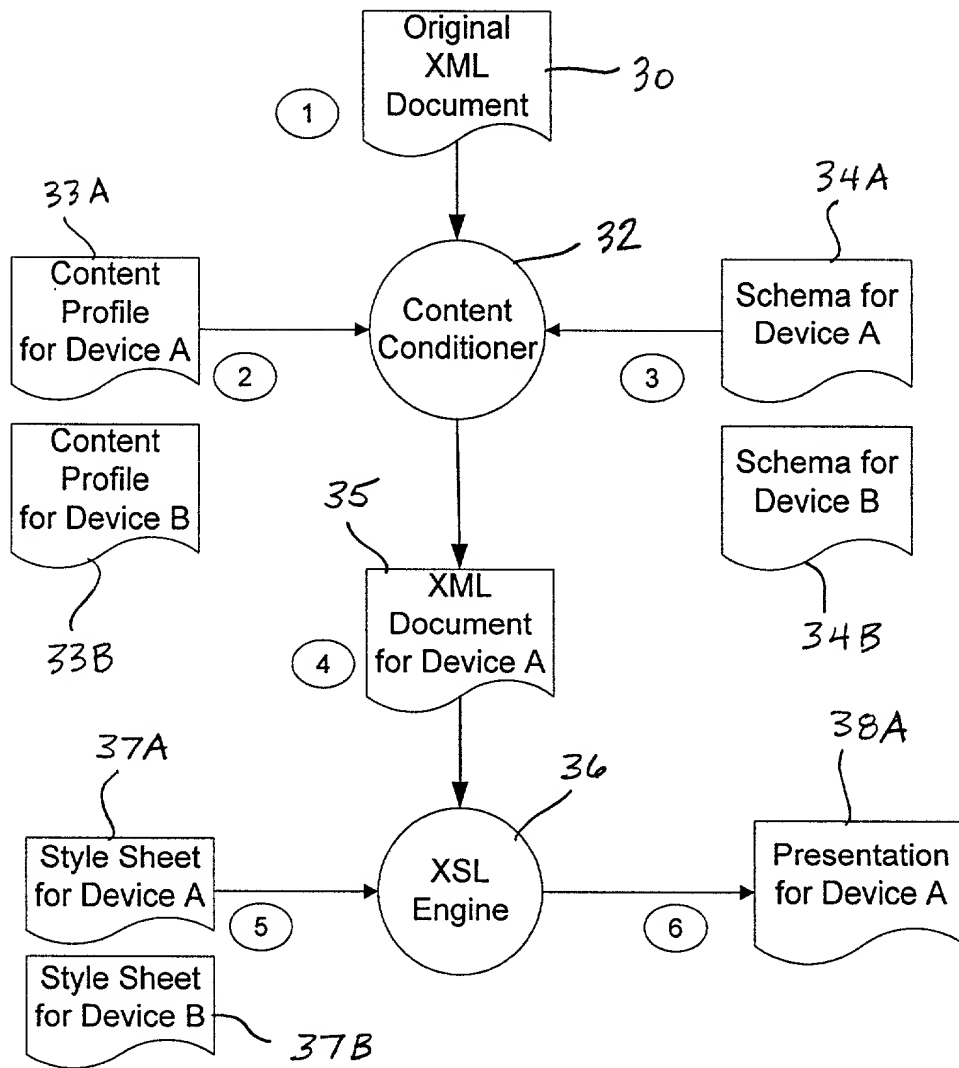 Original
XML
Document
30
1
33A
34A
32
Content
Profile
for Device A
Content
Conditioner
Schema for
Device A
2
3
Content
Profile
for Device B
Schema for
Device B
35
33B
34B
XML
Document
for Device A
4
37A
38A
36
Style Sheet
for Device A
XSL
Engine
Presentation
for Device A
5
6
Style Sheet
for Device B
37B